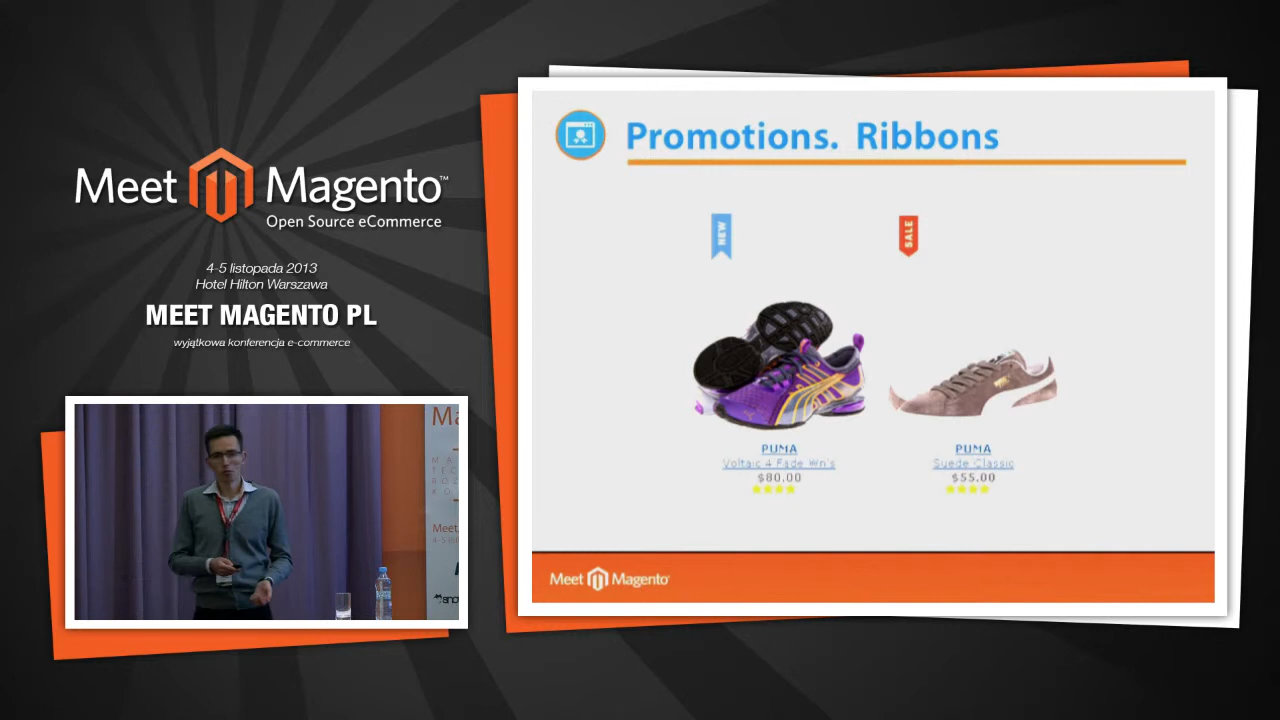 Meet Magento™
Open Source eCommerce
4-5 listopada 2013
Hotel Hilton Warszawa
MEET MAGENTO PL
wyjątkowa konferencja e-commerce
Promotions. Ribbons
NEW
SALE
PUMA
Voltaic 4 Fade Wn's
$80.00
PUMA
Suede Classic
$55.00
Meet Magento